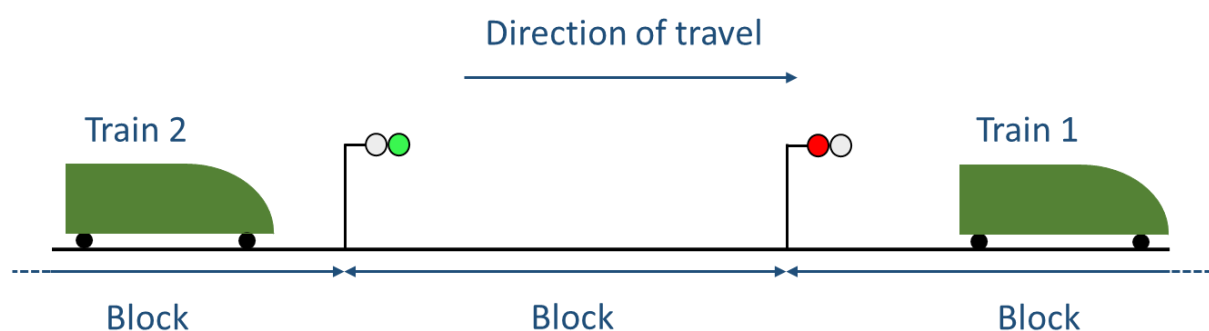 Direction of travel
Train 2
Train 1
Block
Block
Block